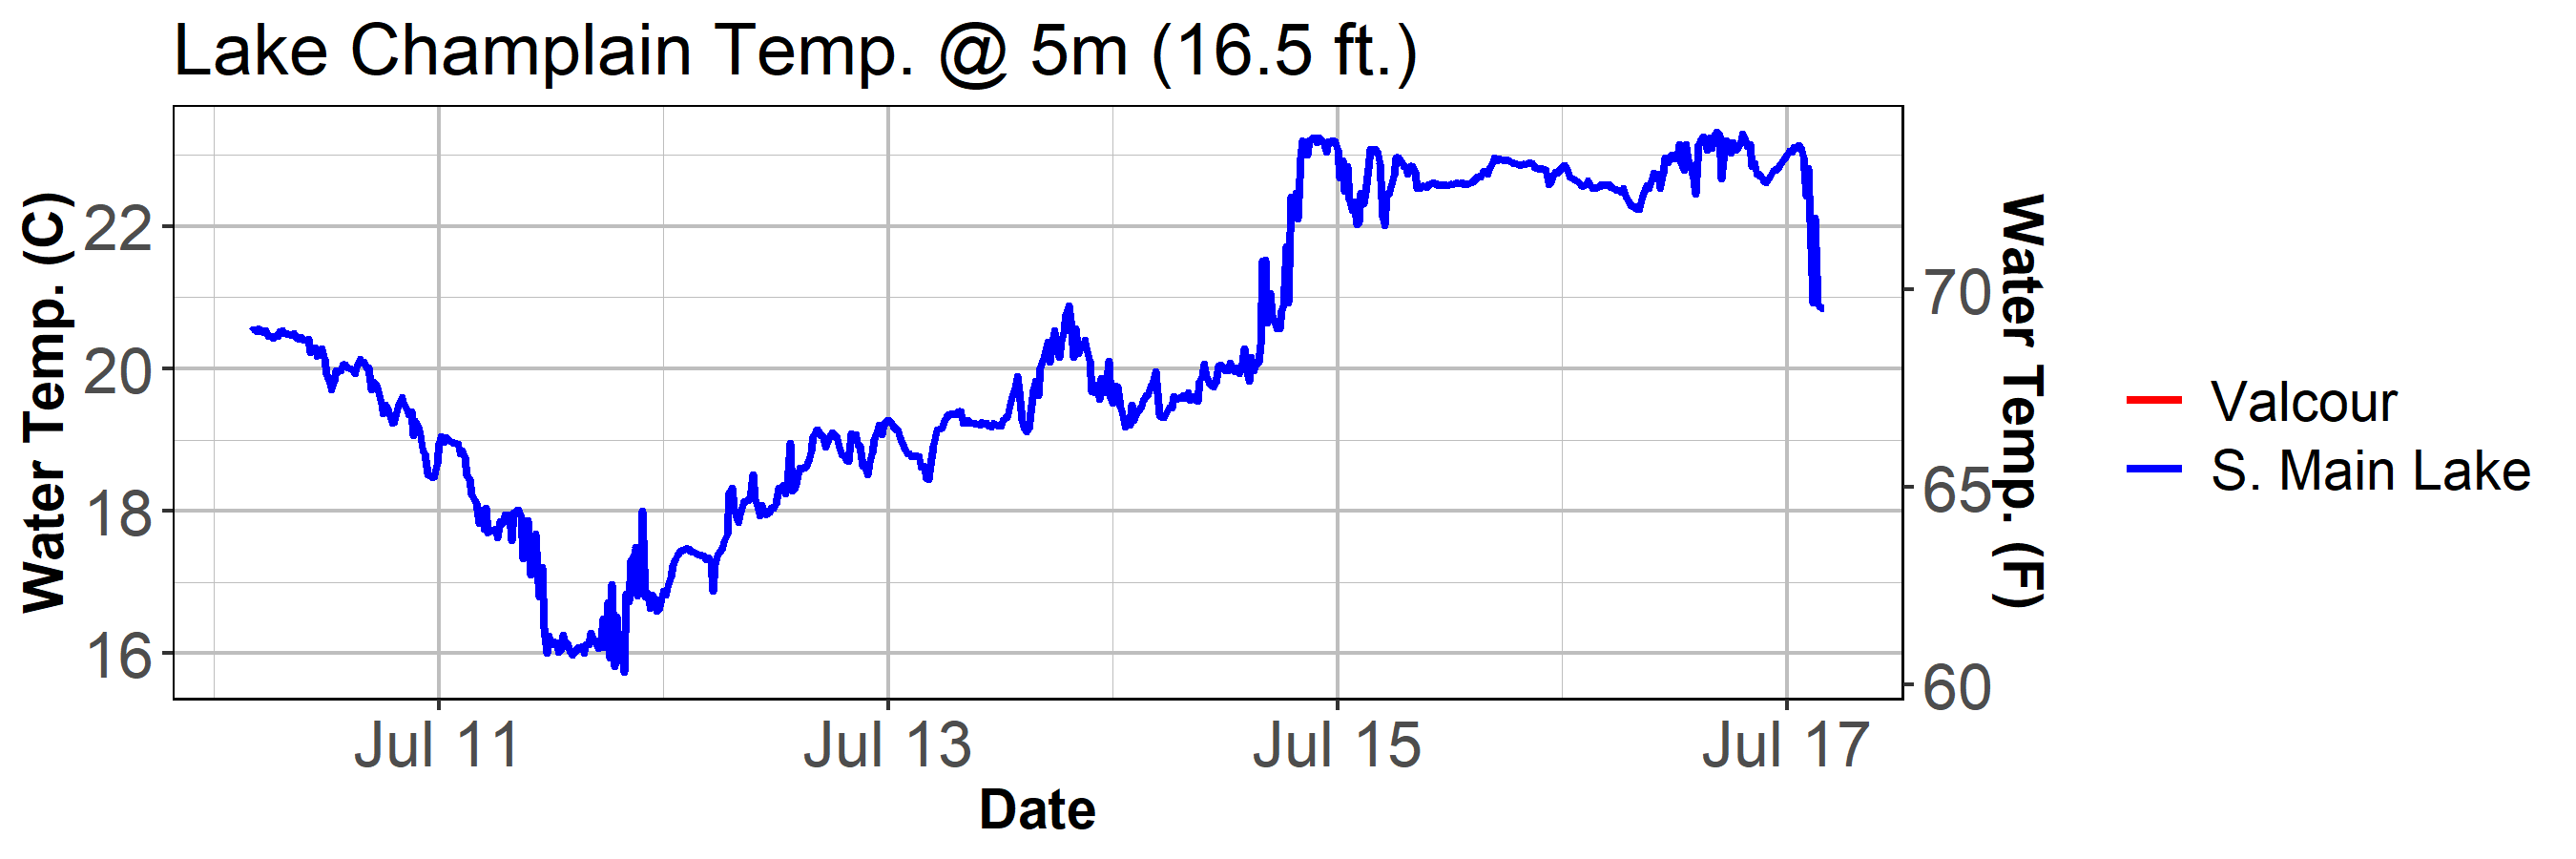 Lake Champlain Temp. @ 5m (16.5 ft.)
Water Temp. (C)
22
20
18
16
70
65
60
Water Temp. (F)
Jul 11
Jul 13
Jul 15
Jul 17
Date
Valcour
S. Main Lake